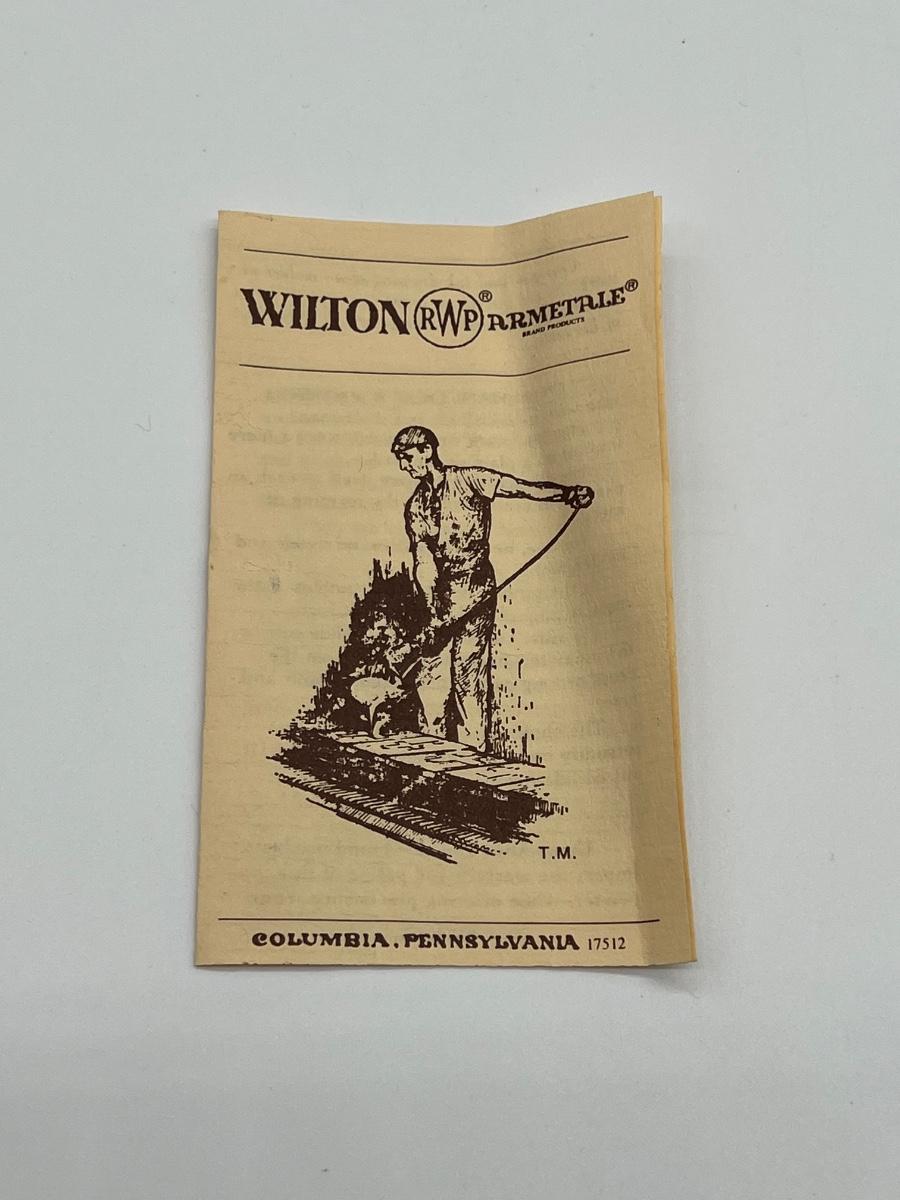 WILTON RWP® ARMETALE®
BRAND PRODUCTS
T.M.
COLUMBIA, PENNSYLVANIA 17512